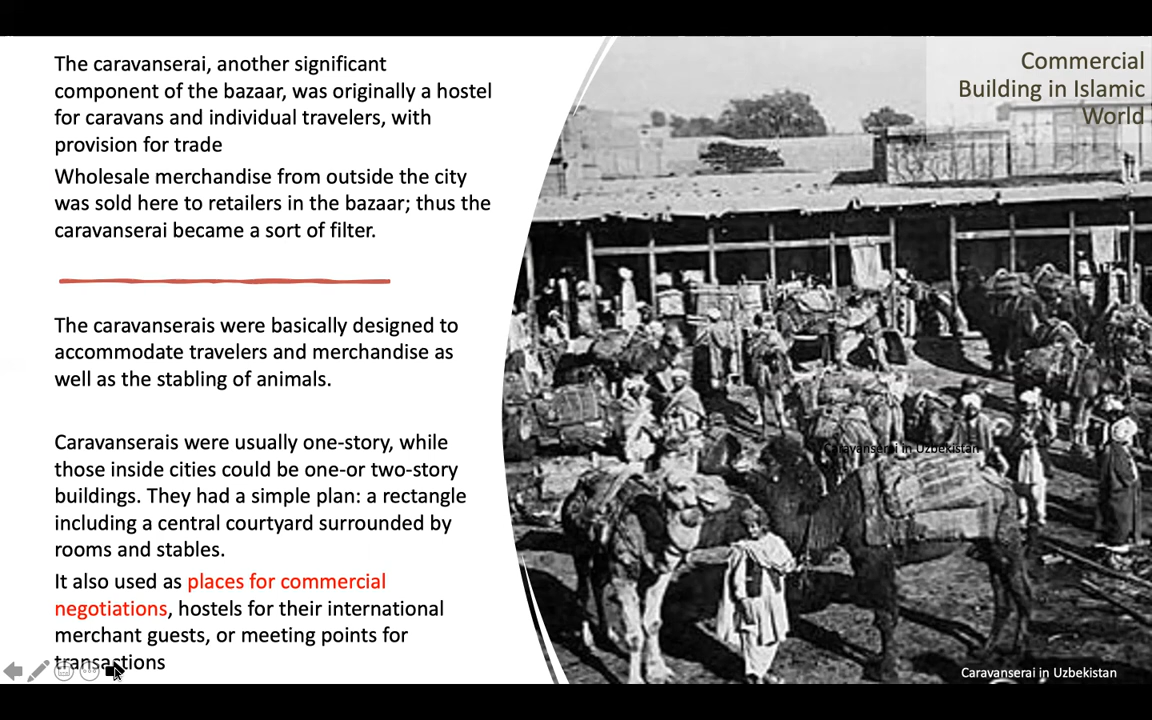 The caravanserai, another significant
component of the bazaar, was originally a hostel
for caravans and individual travelers, with
provision for trade
Wholesale merchandise from outside the city
was sold here to retailers in the bazaar; thus the
caravanserai became a sort of filter.
The caravanserais were basically designed to
accommodate travelers and merchandise as
well as the stabling of animals.
Caravanserais were usually one-story, while
those inside cities could be one-or two-story
buildings. They had a simple plan: a rectangle
including a central courtyard surrounded by
rooms and stables.
It also used as places for commercial
negotiations, hostels for their international
merchant guests, or meeting points for
transactions
Commercial
Building in Islamic
World
Caravanserai in Uzbekistan
Caravanserai in Uzbekistan